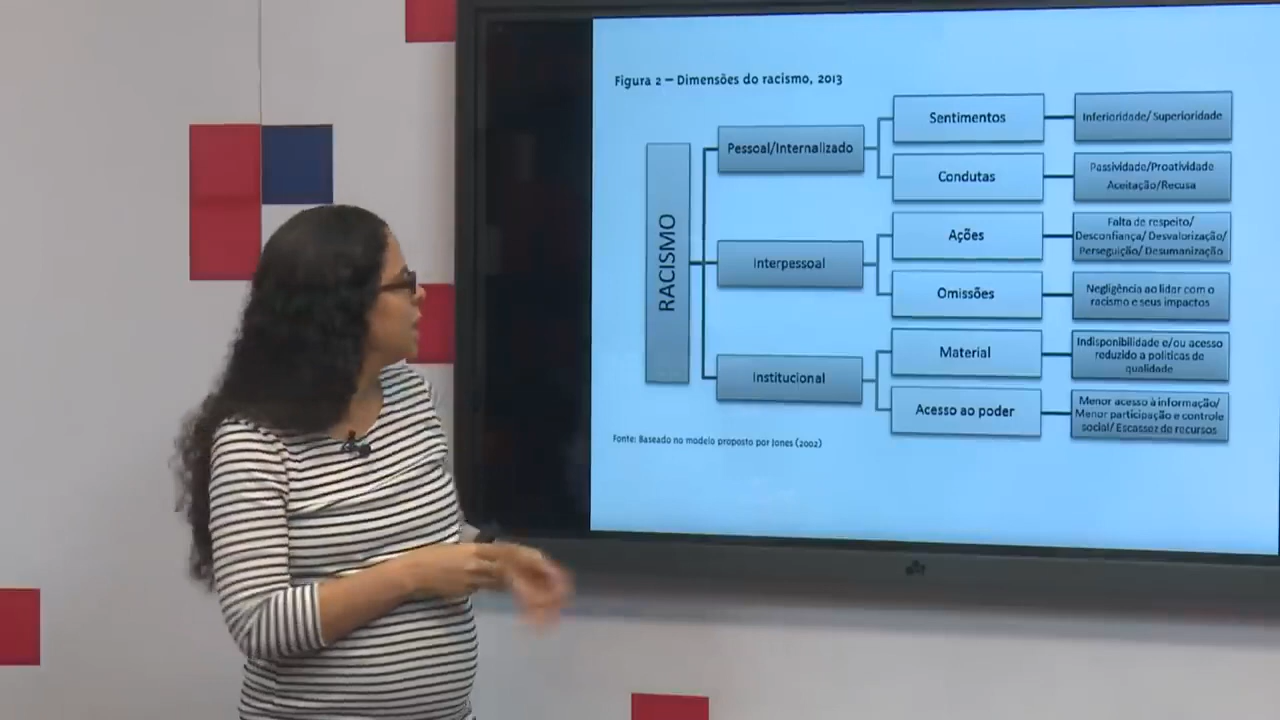 Figura 2 – Dimensões do racismo, 2013
RACISMO
Pessoal/Internalizado
Sentimentos
Inferioridade/ Superioridade
Condutas
Passividade/Proatividade
Aceitação/Recusa
Interpessoal
Ações
Falta de respeito/
Desconfiança/ Desvalorização/
Perseguição/ Desumanização
Omissões
Negligência ao lidar com o
racismo e seus impactos
Institucional
Material
Indisponibilidade e/ou acesso
reduzido a políticas de
qualidade
Acesso ao poder
Menor acesso à informação/
Menor participação e controle
social/ Escassez de recursos
Fonte: Baseado no modelo proposto por Jones (2002)